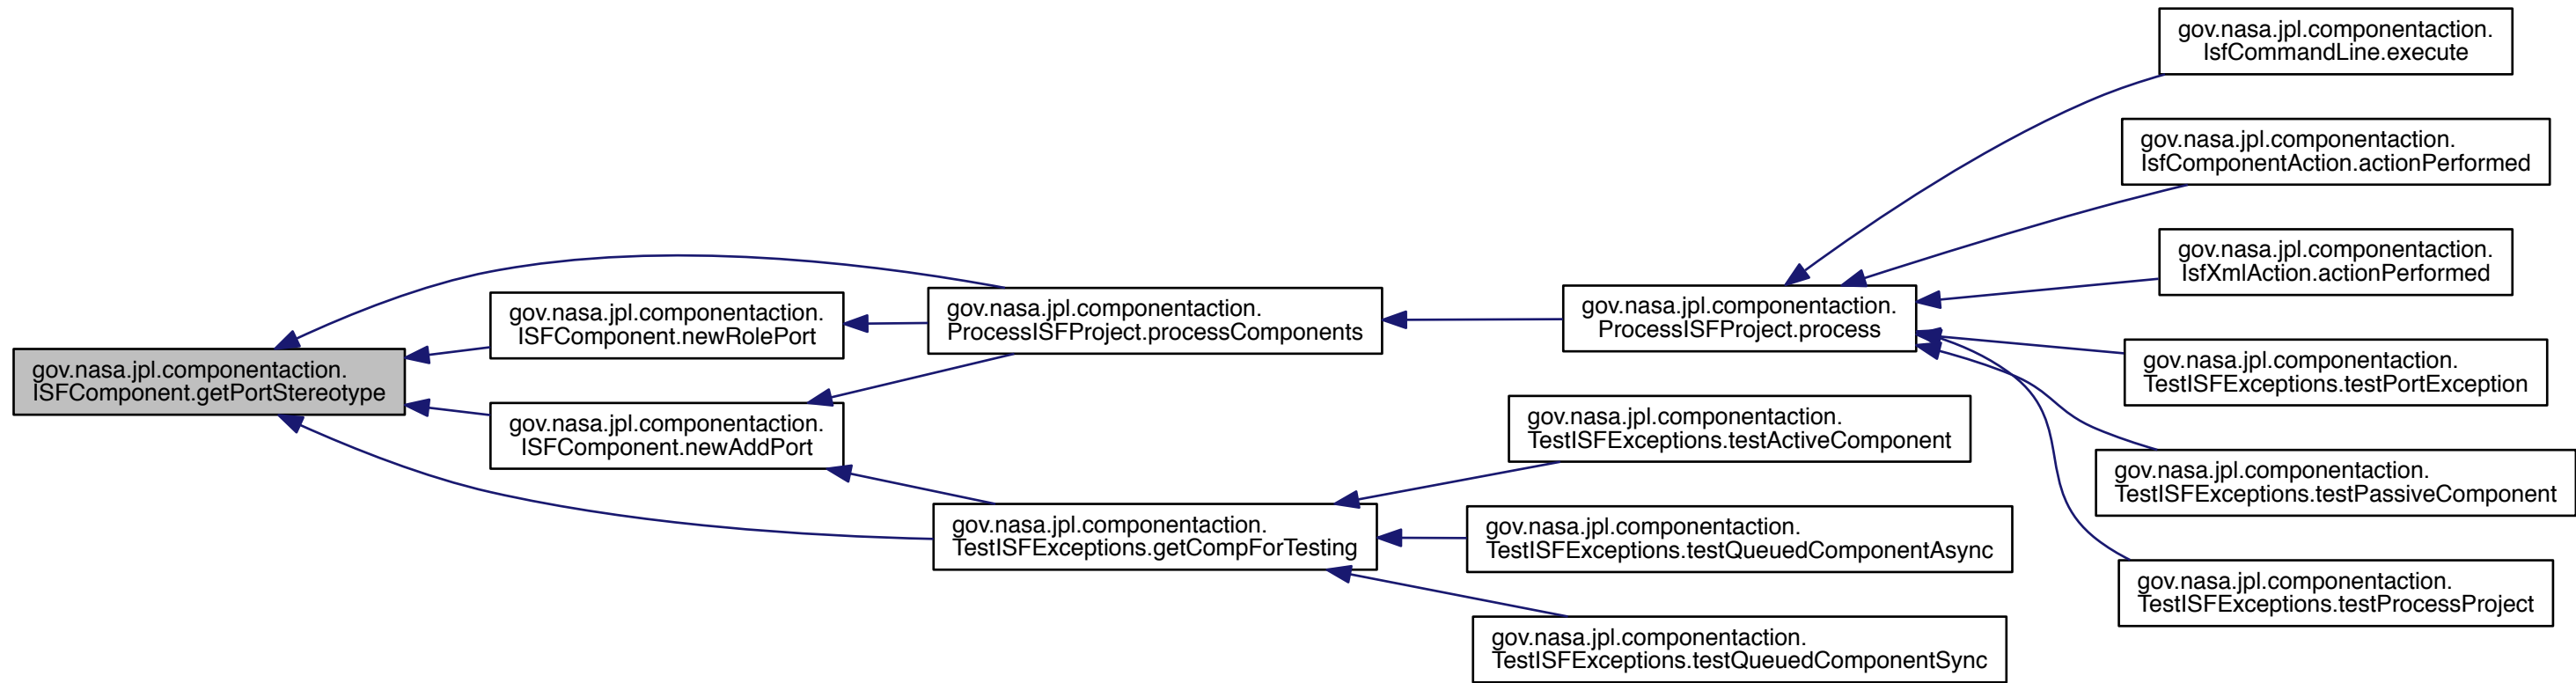 gov.nasa.jpl.componentaction.
IsfCommandLine.execute
gov.nasa.jpl.componentaction.
IsfComponentAction.actionPerformed
gov.nasa.jpl.componentaction.
IsfXmlAction.actionPerformed
gov.nasa.jpl.componentaction.
ISFComponent.newRolePort
gov.nasa.jpl.componentaction.
ProcessISFProject.processComponents
gov.nasa.jpl.componentaction.
ProcessISFProject.process
gov.nasa.jpl.componentaction.
ISFComponent.getPortStereotype
gov.nasa.jpl.componentaction.
TestISFExceptions.testPortException
gov.nasa.jpl.componentaction.
ISFComponent.newAddPort
gov.nasa.jpl.componentaction.
TestISFExceptions.testActiveComponent
gov.nasa.jpl.componentaction.
TestISFExceptions.testPassiveComponent
gov.nasa.jpl.componentaction.
TestISFExceptions.getCompForTesting
gov.nasa.jpl.componentaction.
TestISFExceptions.testQueuedComponentAsync
gov.nasa.jpl.componentaction.
TestISFExceptions.testProcessProject
gov.nasa.jpl.componentaction.
TestISFExceptions.testQueuedComponentSync